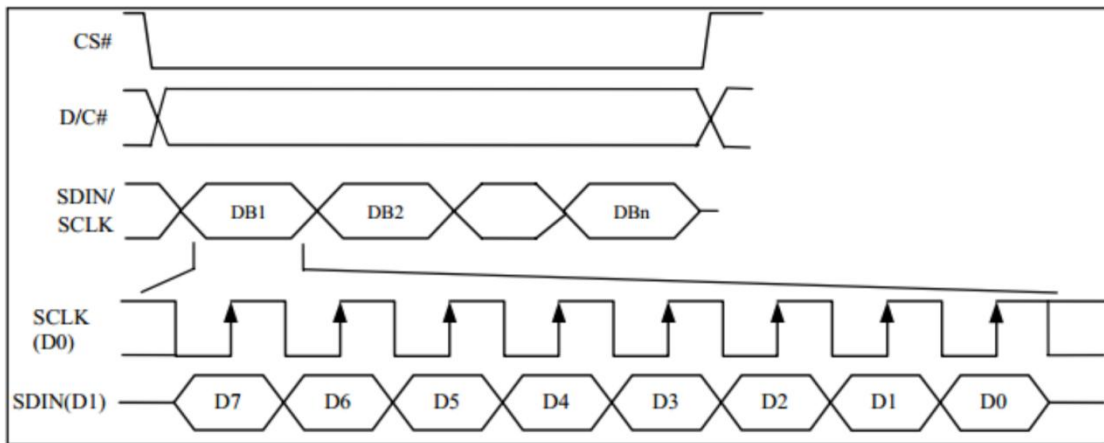 CS#
D/C#
SDIN/
SCLK
DB1 DB2 DBn
SCLK
(D0)
SDIN(D1) D7 D6 D5 D4 D3 D2 D1 D0